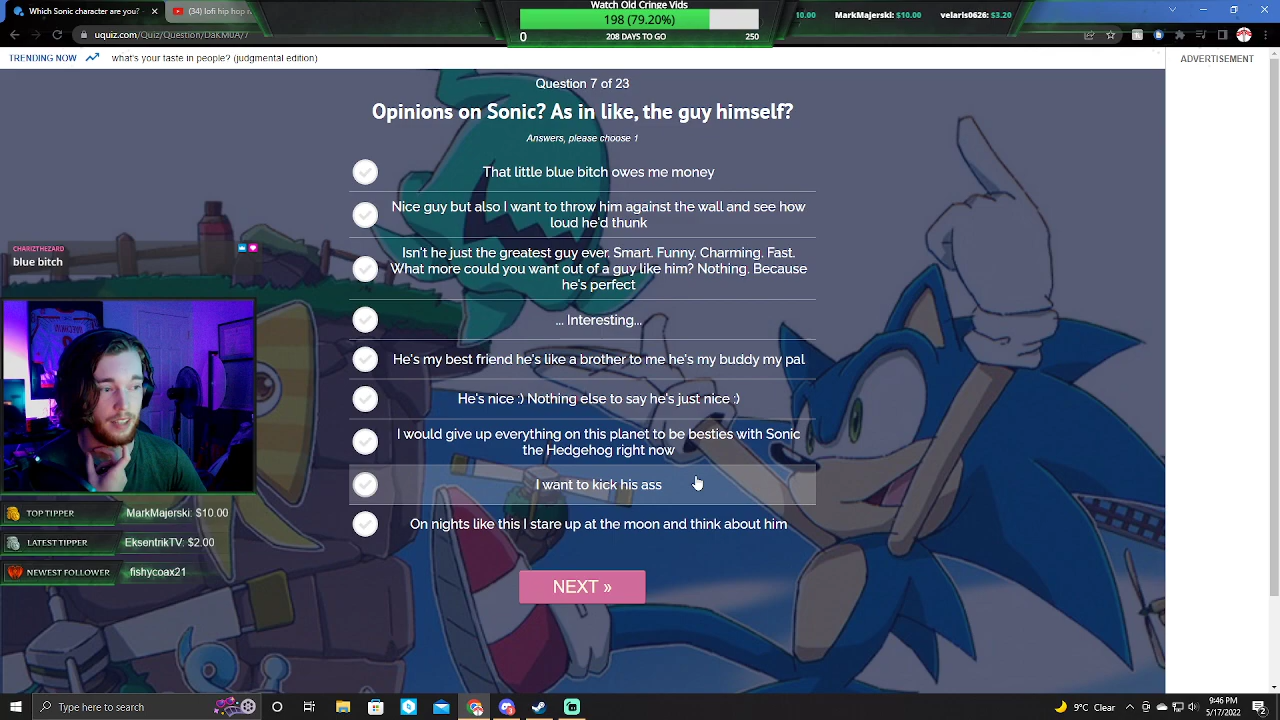 Which Sonic character are you?
(34) lofi hip hop r
Watch Old Cringe Vids
198 (79.20%)
0
208 DAYS TO GO
250
10.00
MarkMajerski: $10.00
velaris0626: $3.20
uquiz.com/Quiz/Question/D8KM0A/?
TRENDING NOW
what's your taste in people? (judgmental edition)
ADVERTISEMENT
Question 7 of 23
Opinions on Sonic? As in like, the guy himself?
Answers, please choose 1
That little blue bitch owes me money
Nice guy but also I want to throw him against the wall and see how
loud he'd thunk
Isn't he just the greatest guy ever. Smart. Funny. Charming. Fast.
What more could you want out of a guy like him? Nothing. Because
he's perfect
... Interesting...
He's my best friend he's like a brother to me he's my buddy my pal
He's nice :) Nothing else to say he's just nice :)
I would give up everything on this planet to be besties with Sonic
the Hedgehog right now
I want to kick his ass
On nights like this I stare up at the moon and think about him
NEXT »
CHARIZTHEZARD
blue bitch
TOP TIPPER
MarkMajerski: $10.00
LATEST TIPPER
EksentrikTV: $2.00
NEWEST FOLLOWER
fishycoax21
Type here to search
9°C Clear
9:46 PM
5/17/2022